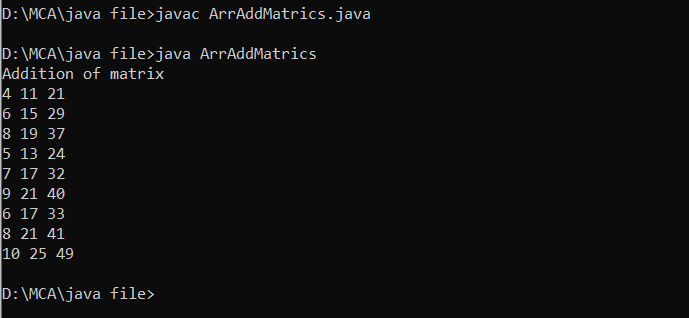 D:\MCA\java file>javac ArrAddMatrics.java
D:\MCA\java file>java ArrAddMatrics
Addition of matrix
4 11 21
6 15 29
8 19 37
5 13 24
7 17 32
9 21 40
6 17 33
8 21 41
10 25 49
D:\MCA\java file>